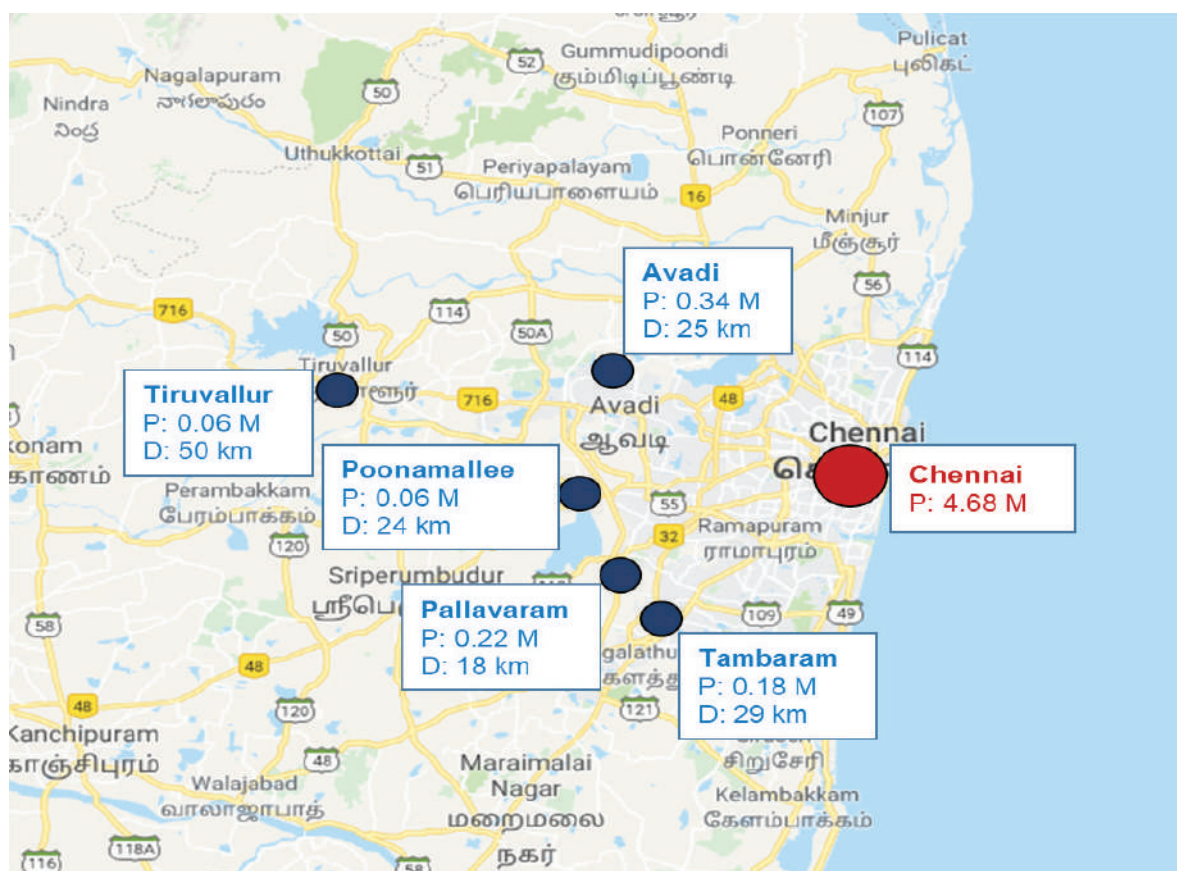 Pulicat
புலிகட்
Gummudipoondi
கும்மிடிப்பூண்டி
52
Nagalapuram
నాగలాపురం
50
Nindra
నింద్ర
107
Ponneri
பொன்னேரி
Uthukkottai
51
Periyapalayam
பெரியபாளையம்
16
Minjur
மீஞ்சூர்
Avadi
P: 0.34 M
D: 25 km
56
716
114
50
50A
114
Tiruvallur
ளூர்
Tiruvallur
P: 0.06 M
D: 50 km
716
48
Avadi
ஆவடி
Chennai
Chennai
P: 4.68 M
konam
காணம்
Poonamallee
P: 0.06 M
D: 24 km
Perambakkam
பேரம்பாக்கம்
55
Ramapuram
ராமாபுரம்
32
120
Sriperumbudur
ஸ்ரீபெ
Pallavaram
P: 0.22 M
D: 18 km
58
109
49
galathu
களத்து
Tambaram
P: 0.18 M
D: 29 km
48
48
120
121
Kanchipuram
காஞ்சிபுரம்
48
சிறுசேரி
Maraimalai
Nagar
மறைமலை
நகர்
Walajabad
வாலாஜாபாத்
Kelambakkam
கேளம்பாக்கம்
118A
116
58